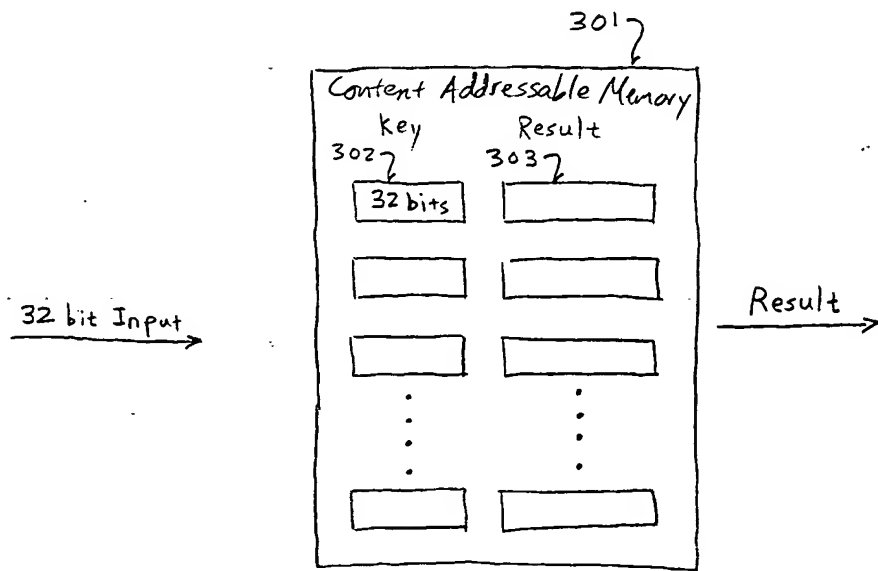 301
Content Addressable Memory
Key Result
302 303
32 bits
32 bit Input
Result